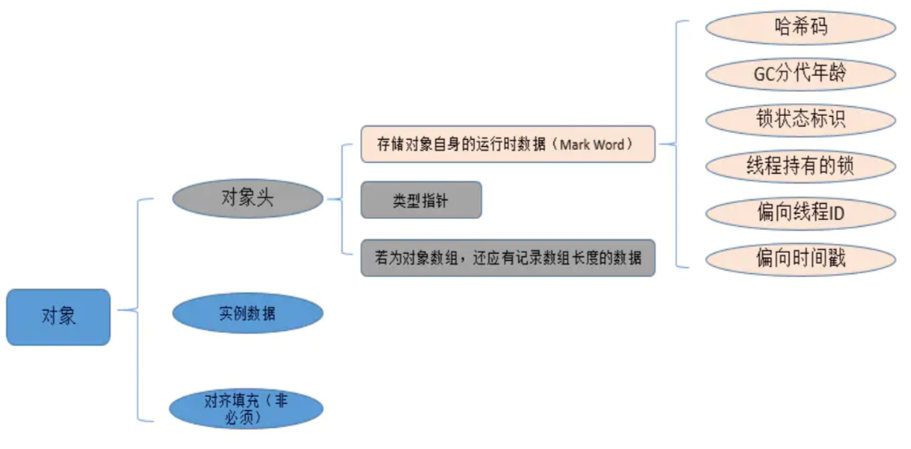 对象
对象头
实例数据
对齐填充（非
必须）
存储对象自身的运行时数据（Mark Word）
类型指针
若为对象数组，还应有记录数组长度的数据
哈希码
GC分代年龄
锁状态标识
线程持有的锁
偏向线程ID
偏向时间戳